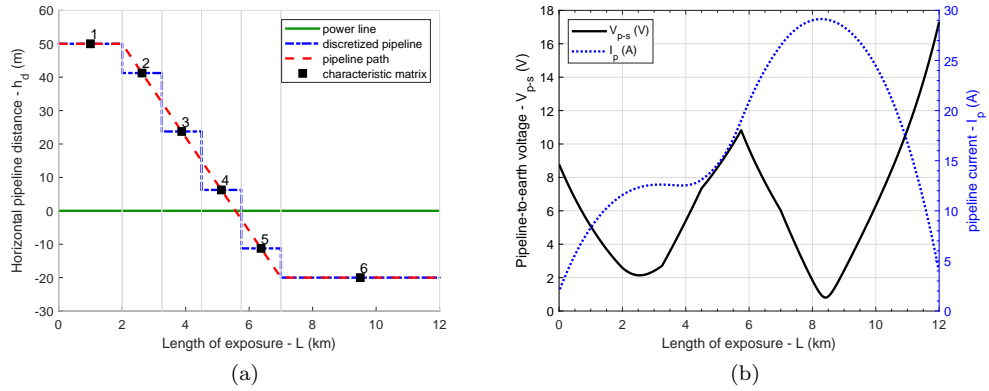 60
50
40
30
20
10
0
-10
-20
-30
Horizontal pipeline distance - h_d (m)
power line
discretized pipeline
pipeline path
characteristic matrix
1
2
3
4
5
6
0 2 4 6 8 10 12
Length of exposure - L (km)
(a)
18
16
14
12
10
8
6
4
2
0
Pipeline-to-earth voltage - V_p-s (V)
V_p-s (V)
I_p (A)
30
25
20
15
10
5
0
pipeline current - I_p (A)
0 2 4 6 8 10 12
Length of exposure - L (km)
(b)